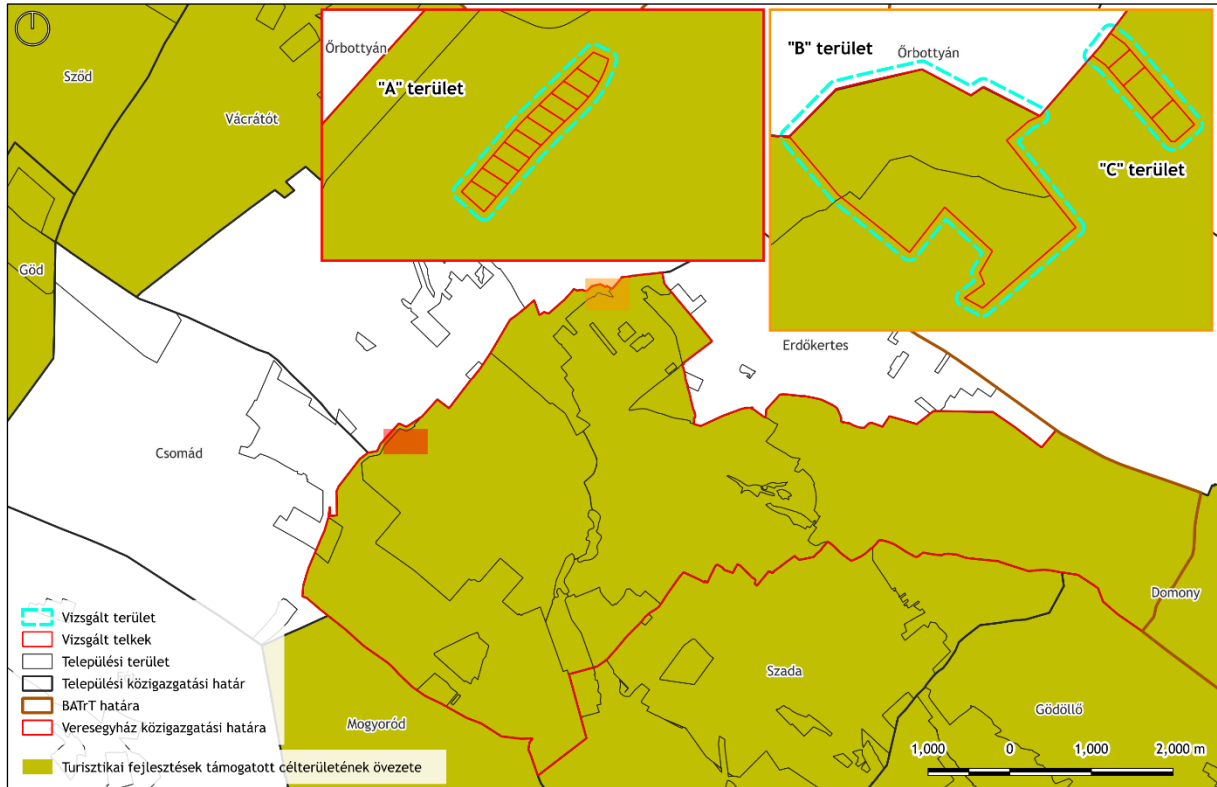 Sződ
Vácrátót
Göd
Őrbottyán
"A" terület
"B" terület
Őrbottyán
"C" terület
Erdőkertes
Csomád
Domony
Szada
Gödöllő
Mogyoród
Vizsgált terület
Vizsgált telkek
Települési terület
Települési közigazgatási határ
BATrT határa
Veresegyház közigazgatási határa
Turisztikai fejlesztések támogatott célterületének övezete
1,000 0 1,000 2,000 m